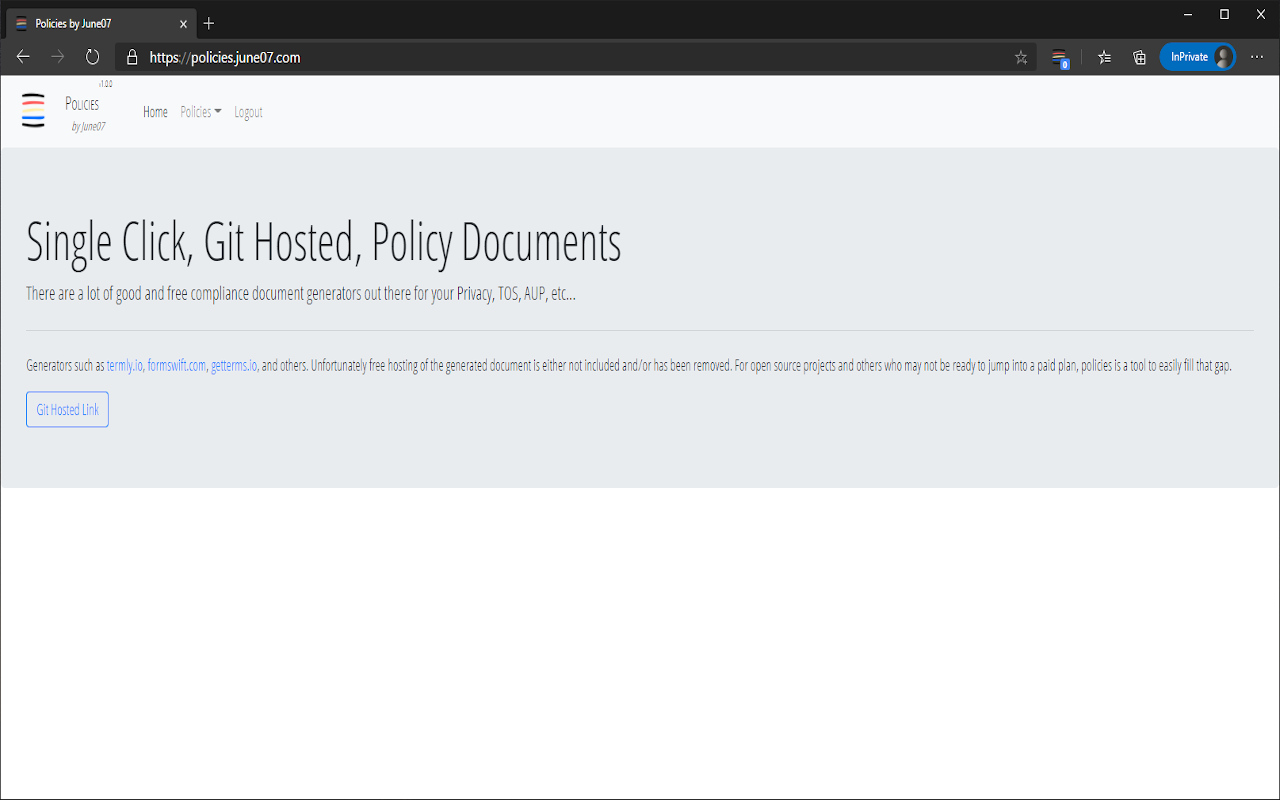 Policies by June07
https://policies.june07.com
0
InPrivate
v1.0.0
Policies
by June07
Home Policies Logout
Single Click, Git Hosted, Policy Documents
There are a lot of good and free compliance document generators out there for your Privacy, TOS, AUP, etc...
Generators such as termly.io, formswift.com, getterms.io, and others. Unfortunately free hosting of the generated document is either not included and/or has been removed. For open source projects and others who may not be ready to jump into a paid plan, policies is a tool to easily fill that gap.
Git Hosted Link